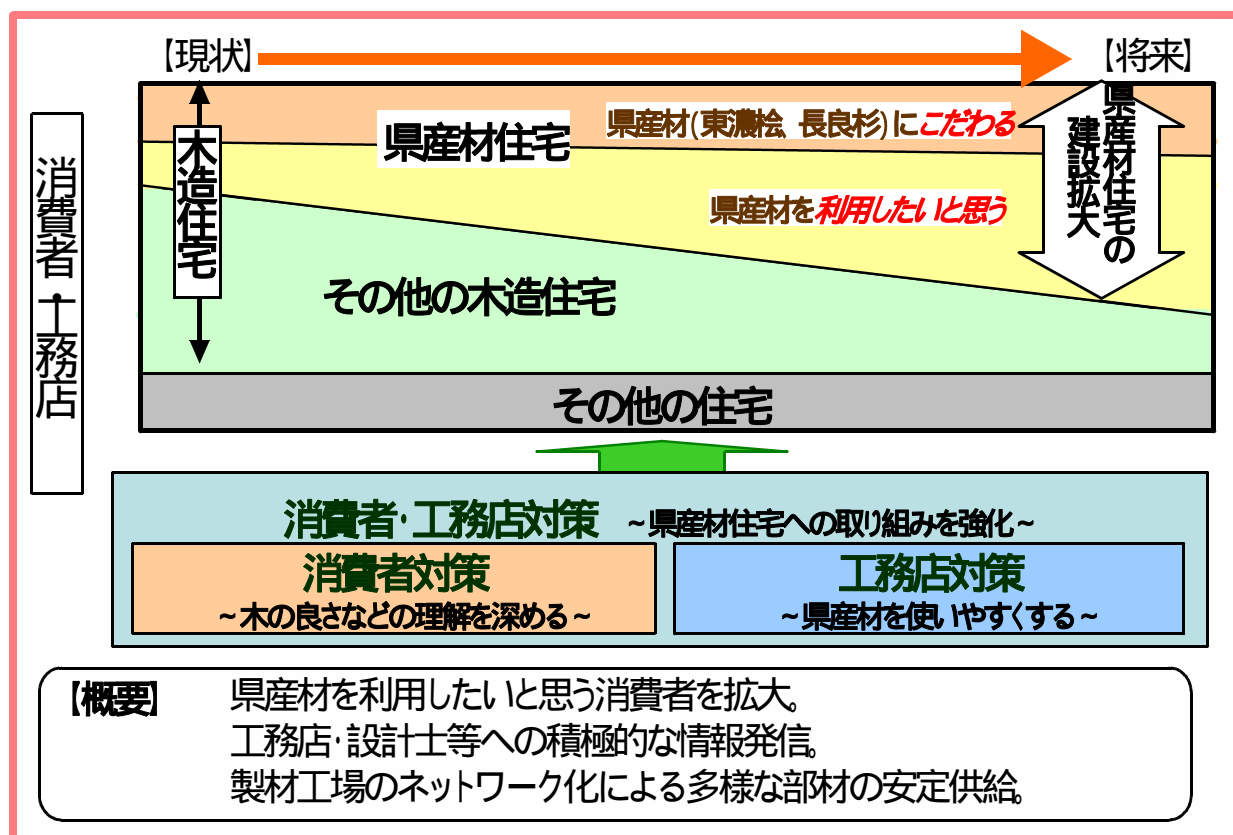 【現状】
【将来】
消費者・工務店
木造住宅
県産材住宅
県産材(東濃桧、長良杉)にこだわる
県産材を利用したいと思う
県産材住宅の
建設拡大
その他の木造住宅
その他の住宅
消費者・工務店対策 ~県産材住宅への取り組みを強化~
消費者対策
~木の良さなどの理解を深める~
工務店対策
~県産材を使いやすくする~
【概要】 県産材を利用したいと思う消費者を拡大。
工務店・設計士等への積極的な情報発信。
製材工場のネットワーク化による多様な部材の安定供給。